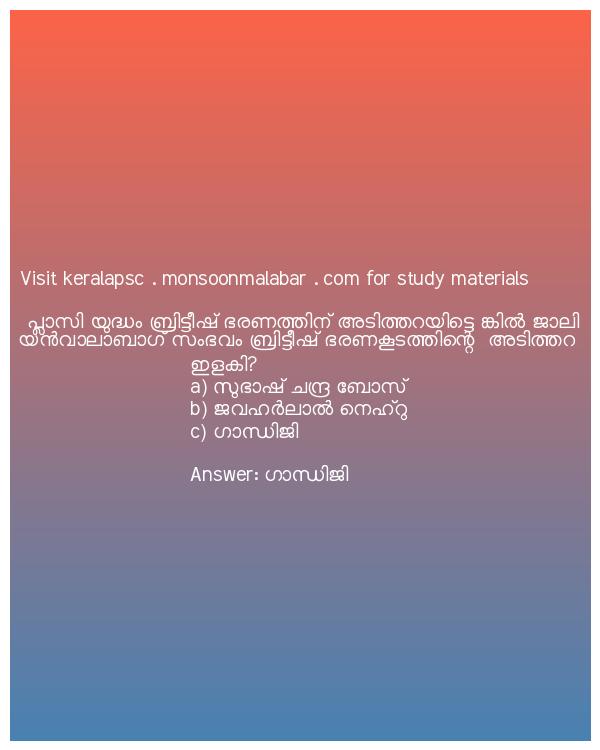 Visit keralapsc . monsoonmalabar . com for study materials
പ്ലാസി യുദ്ധം ബ്രിട്ടീഷ് ഭരണത്തിന് അടിത്തറയിട്ടെ ങ്കിൽ ജാലി
യൻവാലാബാഗ് സംഭവം ബ്രിട്ടീഷ് ഭരണകൂടത്തിന്റെ അടിത്തറ
ഇളകി?
a) സുഭാഷ് ചന്ദ്ര ബോസ്
b) ജവഹർലാൽ നെഹ്റു
c) ഗാന്ധിജി
Answer: ഗാന്ധിജി